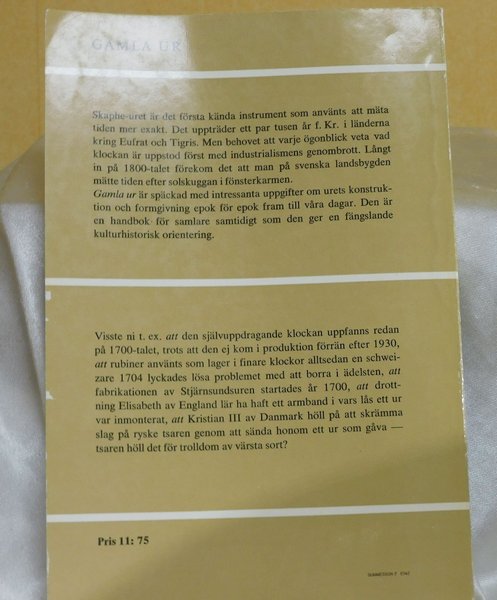 GAMLA UR
Skaphe-uret är det första kända instrument som använts att mäta
tiden mer exakt. Det uppträder ett par tusen år f. Kr. i länderna
kring Eufrat och Tigris. Men behovet att varje ögonblick veta vad
klockan är uppstod först med industrialismens genombrott. Långt
in på 1800-talet förekom det att man på svenska landsbygden
mätte tiden efter solskuggan i fönsterkarmen.
Gamla ur är späckad med intressanta uppgifter om urets konstruk-
tion och formgivning epok för epok fram till våra dagar. Den är
en handbok för samlare samtidigt som den ger en fängslande
kulturhistorisk orientering.
Visste ni t. ex. att den självuppdragande klockan uppfanns redan
på 1700-talet, trots att den ej kom i produktion förrän efter 1930,
att rubiner använts som lager i finare klockor alltsedan en schwei-
zare 1704 lyckades lösa problemet med att borra i ädelsten, att
fabrikationen av Stjärnsundsuren startades år 1700, att drott-
ning Elisabeth av England lär ha haft ett armband i vars lås ett ur
var inmonterat, att Kristian III av Danmark höll på att skrämma
slag på ryske tsaren genom att sända honom ett ur som gåva —
tsaren höll det för trolldom av värsta sort?
Pris 11: 75